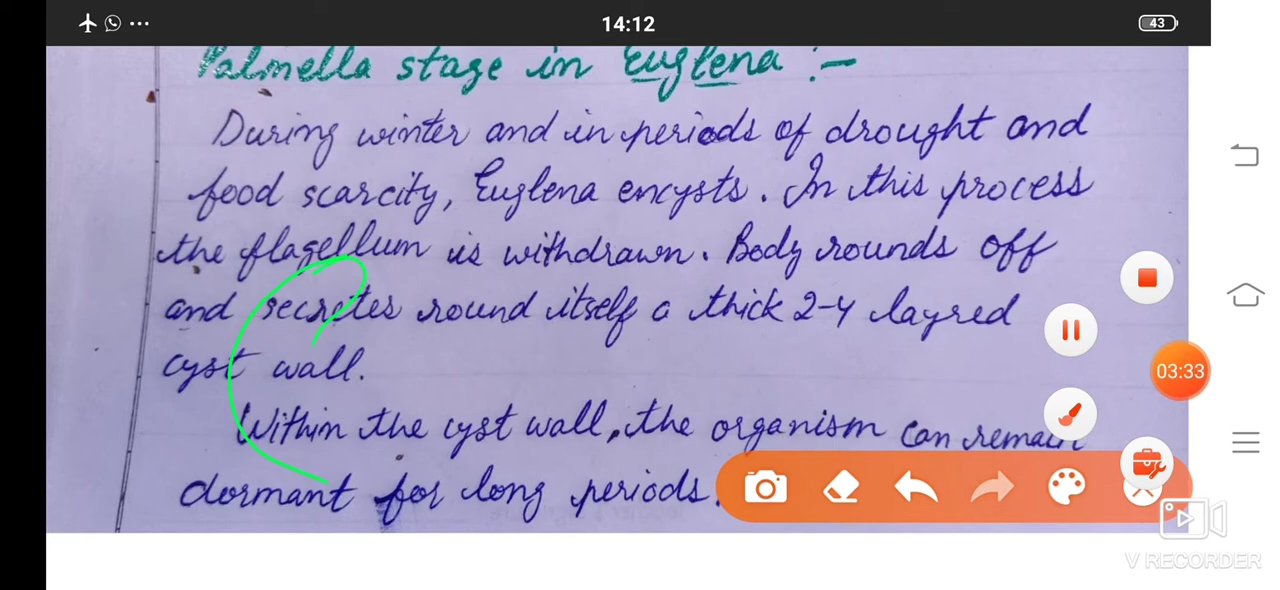 14:12
43
Palmella stage in Euglena :-
During winter and in periods of drought and
food scarcity, Euglena encysts. In this process
the flagellum is withdrawn. Body rounds off
and secretes round itself a thick 2-4 layred
cyst wall.
Within the cyst wall, the organism can remain
dormant for long periods.
03:33
V RECORDER